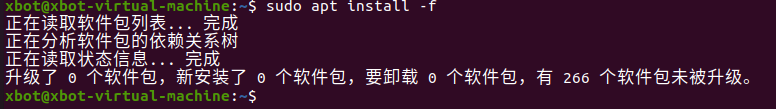 xbot@xbot-virtual-machine:~$ sudo apt install -f
正在读取软件包列表... 完成
正在分析软件包的依赖关系树
正在读取状态信息... 完成
升级了 0 个软件包，新安装了 0 个软件包，要卸载 0 个软件包，有 266 个软件包未被升级。
xbot@xbot-virtual-machine:~$